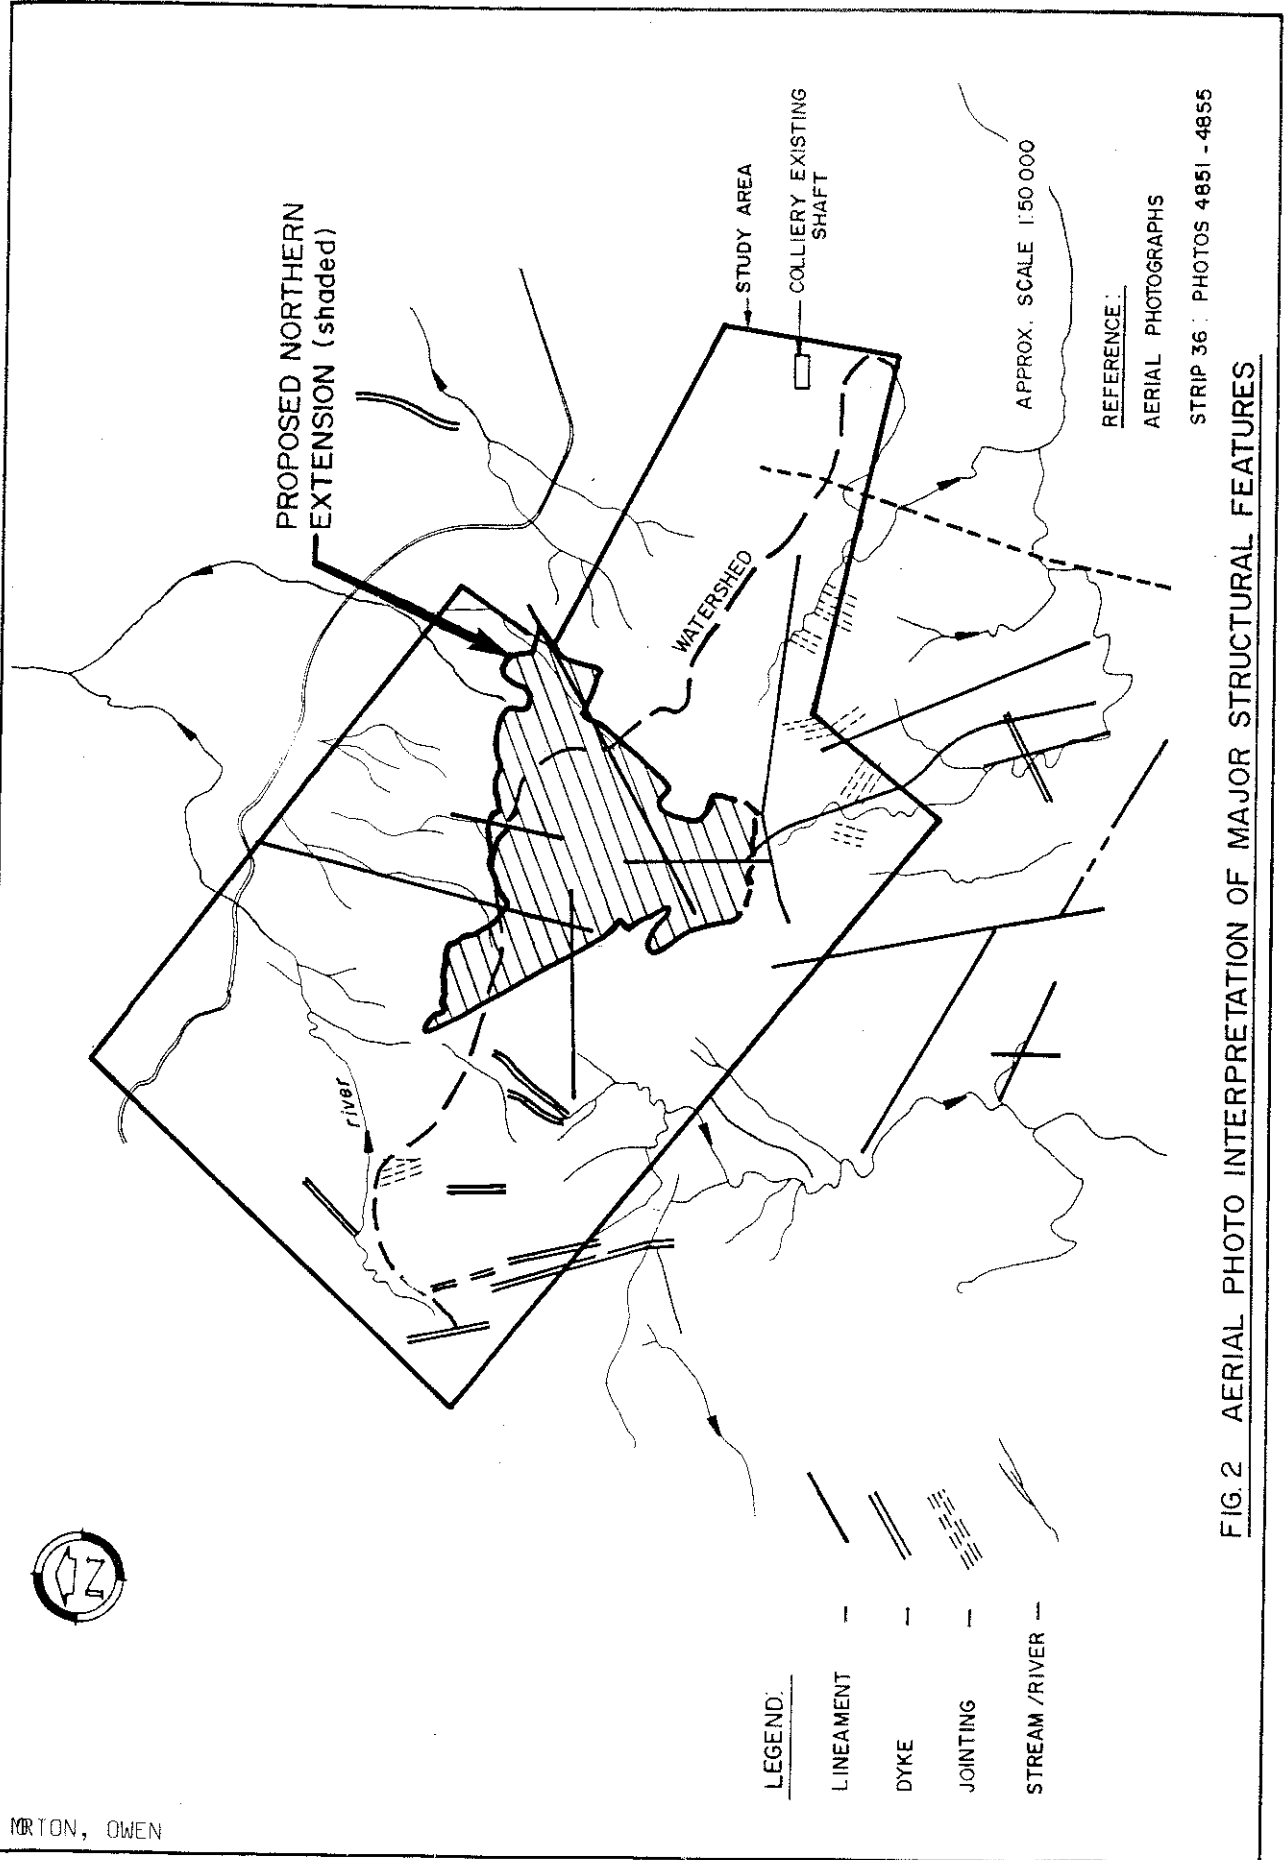 MORTON, OWEN
N
PROPOSED NORTHERN
EXTENSION (shaded)
river
WATERSHED
STUDY AREA
COLLIERY EXISTING
SHAFT
APPROX. SCALE 1:50 000
REFERENCE:
AERIAL PHOTOGRAPHS
STRIP 36 : PHOTOS 4851 - 4855
LEGEND:
LINEAMENT –
DYKE –
JOINTING –
STREAM/RIVER –
FIG. 2 AERIAL PHOTO INTERPRETATION OF MAJOR STRUCTURAL FEATURES